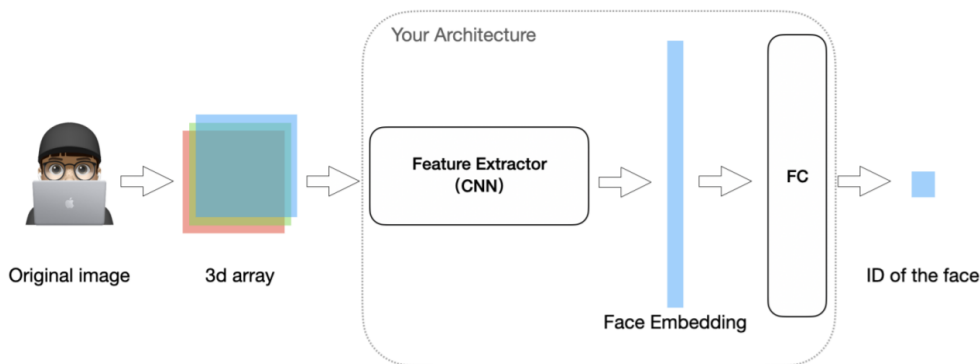 Your Architecture
Feature Extractor
(CNN)
FC
Original image
3d array
Face Embedding
ID of the face